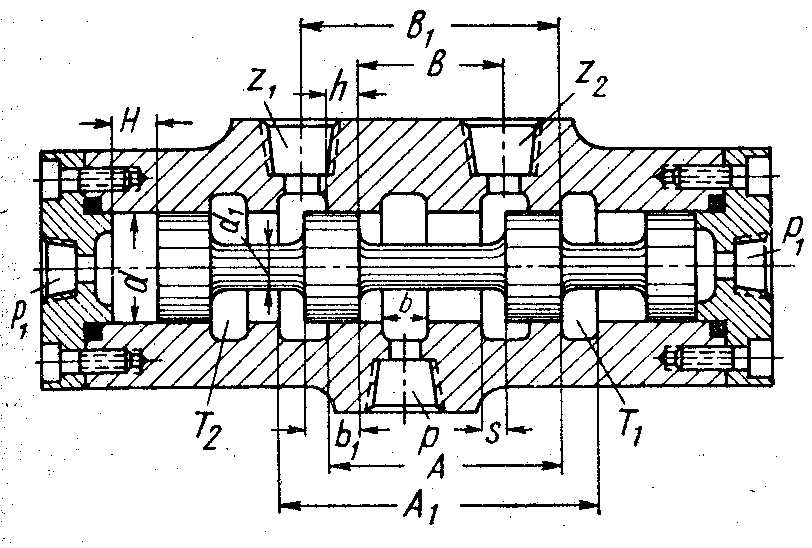 B₁
B
z₁ h z₂
H
d d₁
p₁ p₁
b
T₂ b₁ p s T₁
A
A₁